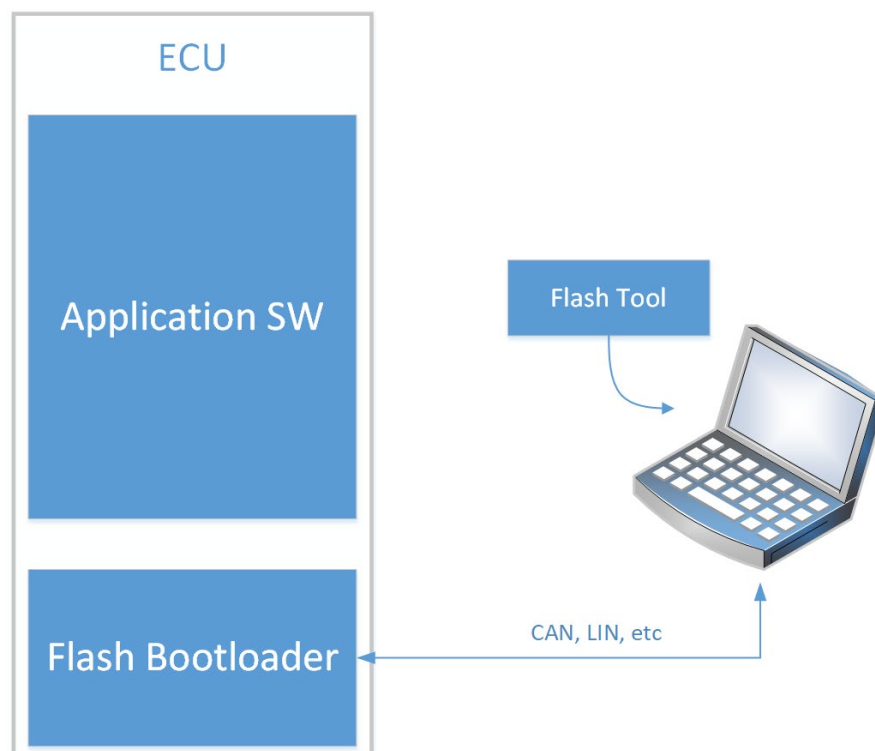 ECU
Application SW
Flash Tool
CAN, LIN, etc
Flash Bootloader